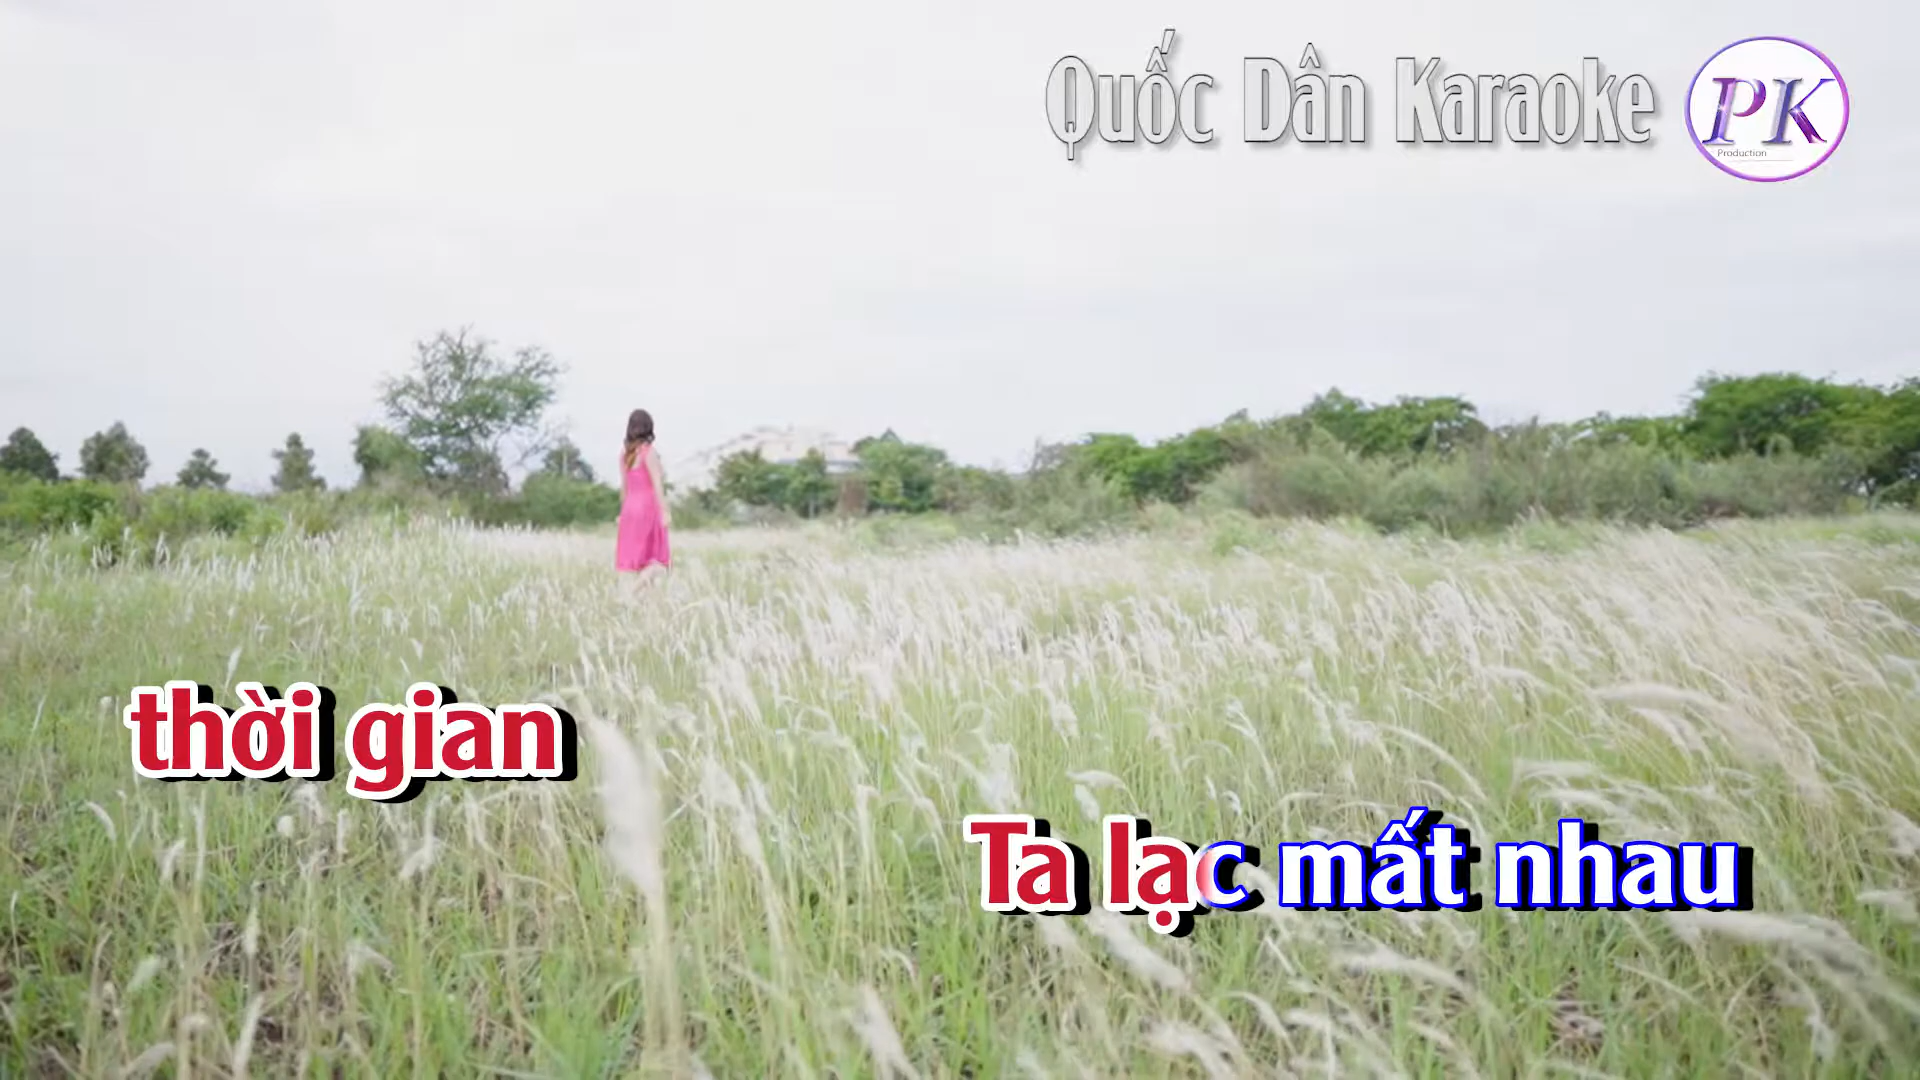 Quốc Dân Karaoke
PK
Production
thời gian
Ta lạc mất nhau